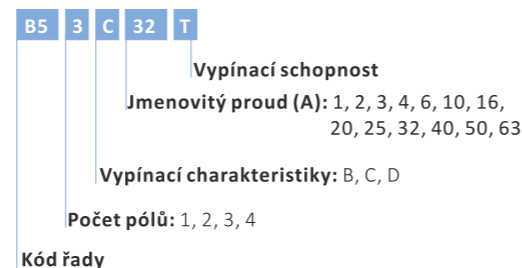 B5 3 C 32 T
Vypínací schopnost
Jmenovitý proud (A): 1, 2, 3, 4, 6, 10, 16,
20, 25, 32, 40, 50, 63
Vypínací charakteristiky: B, C, D
Počet pólů: 1, 2, 3, 4
Kód řady